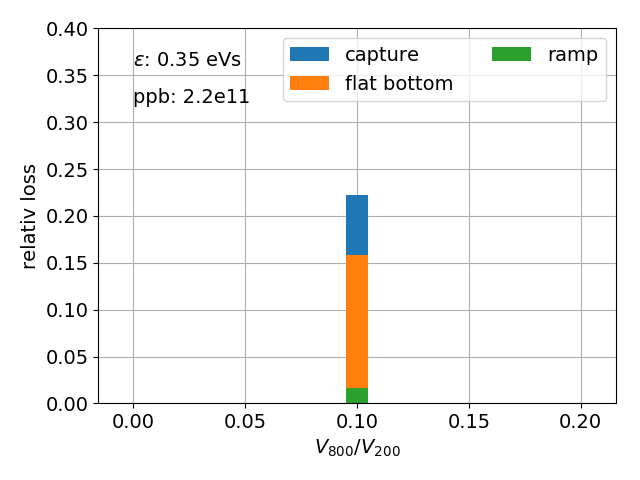 0.40
0.35
0.30
0.25
0.20
0.15
0.10
0.05
0.00
relativ loss
ε: 0.35 eVs
ppb: 2.2e11
capture
flat bottom
ramp
0.00 0.05 0.10 0.15 0.20
V₈₀₀/V₂₀₀